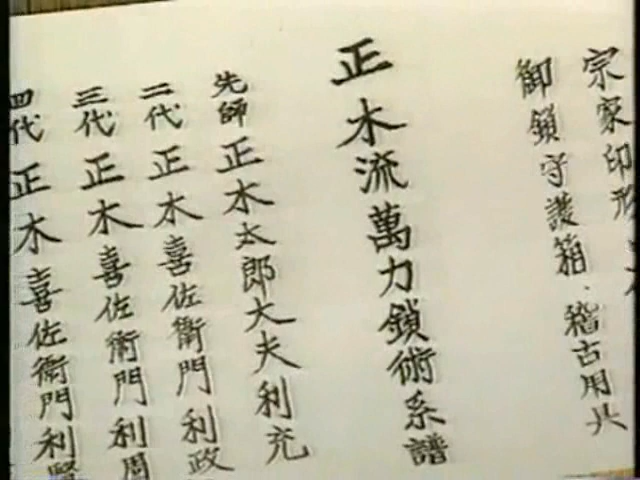 宗家印形
御鎖守護箱・稽古用共
正木流萬力鎖術系譜
先師 正木太郎大夫利充
二代 正木喜佐衛門利政
三代 正木喜佐衛門利周
四代 正木喜佐衛門利賢